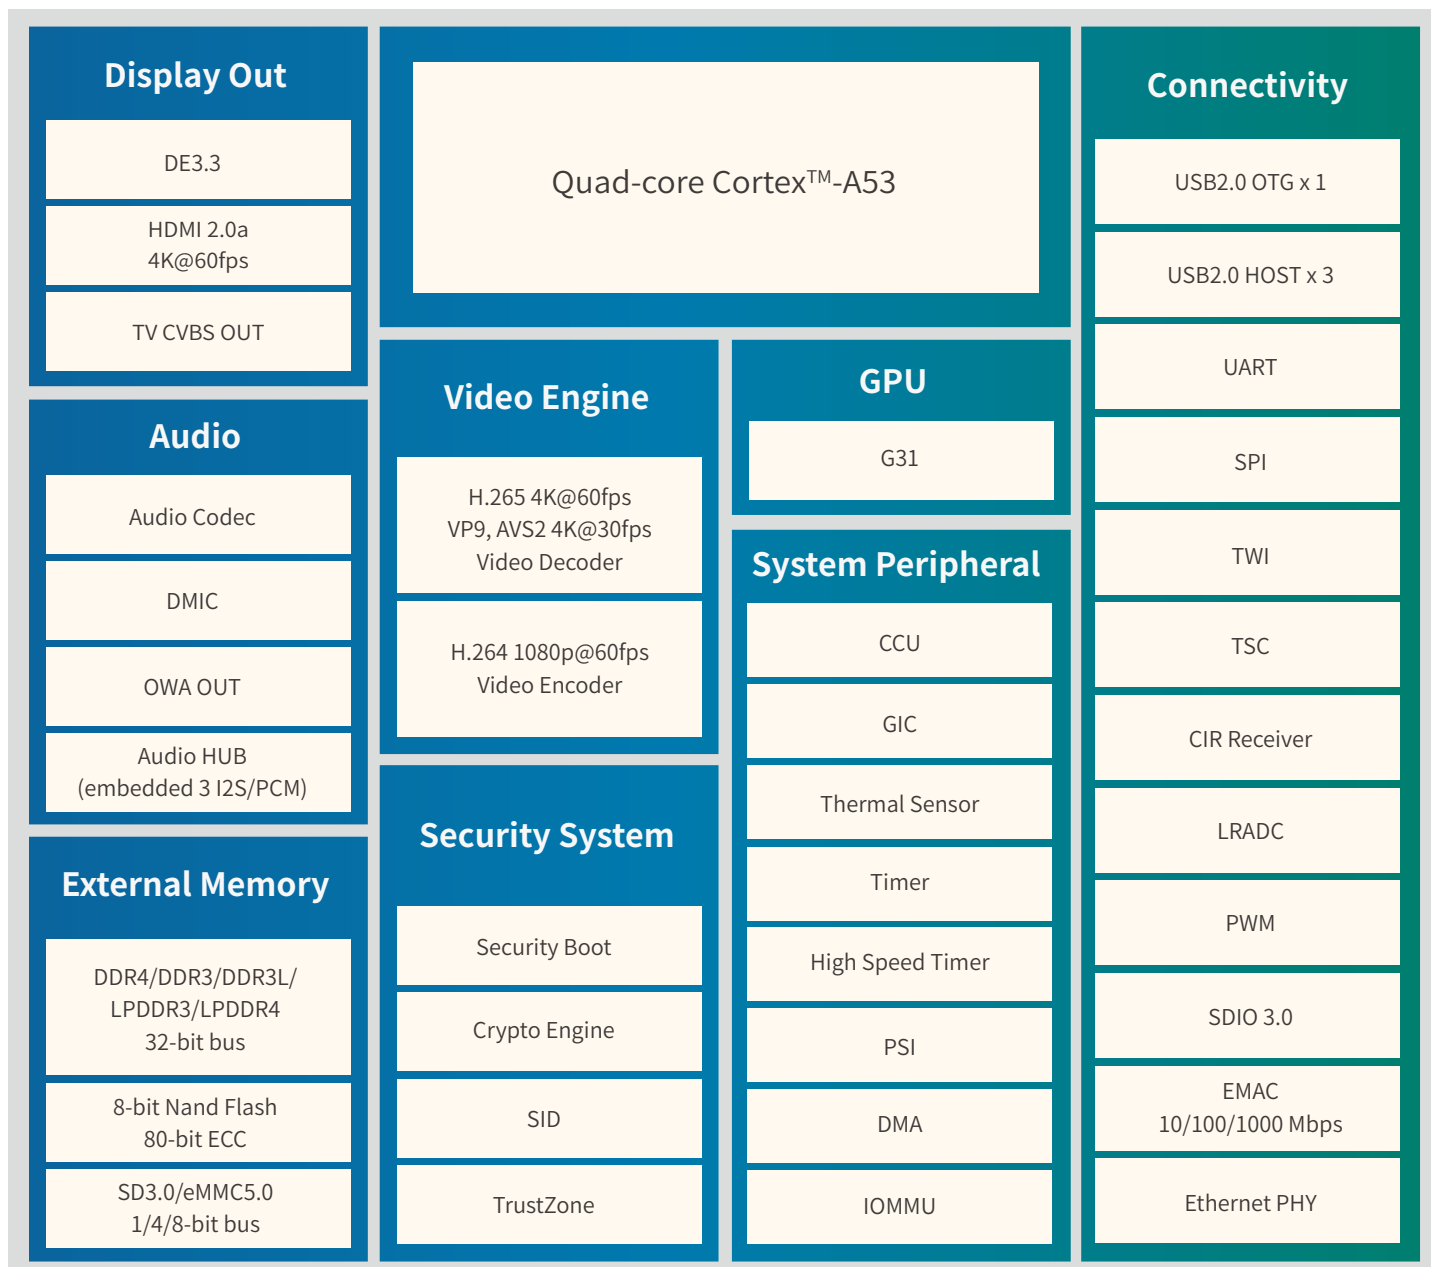 Display Out
DE3.3
HDMI 2.0a
4K@60fps
TV CVBS OUT
Audio
Audio Codec
DMIC
OWA OUT
Audio HUB
(embedded 3 I2S/PCM)
External Memory
DDR4/DDR3/DDR3L/
LPDDR3/LPDDR4
32-bit bus
8-bit Nand Flash
80-bit ECC
SD3.0/eMMC5.0
1/4/8-bit bus
Quad-core Cortex™-A53
Video Engine
H.265 4K@60fps
VP9, AVS2 4K@30fps
Video Decoder
H.264 1080p@60fps
Video Encoder
Security System
Security Boot
Crypto Engine
SID
TrustZone
GPU
G31
System Peripheral
CCU
GIC
Thermal Sensor
Timer
High Speed Timer
PSI
DMA
IOMMU
Connectivity
USB2.0 OTG x 1
USB2.0 HOST x 3
UART
SPI
TWI
TSC
CIR Receiver
LRADC
PWM
SDIO 3.0
EMAC
10/100/1000 Mbps
Ethernet PHY